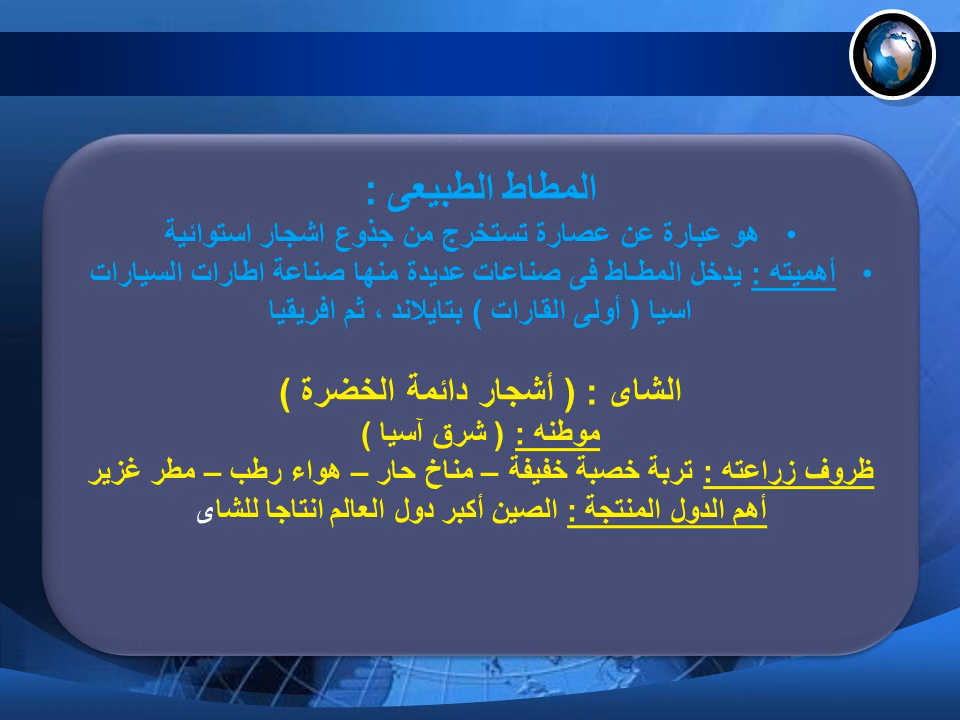 المطاط الطبيعى :
• هو عبارة عن عصارة تستخرج من جذوع اشجار استوائية
• أهميته : يدخل المطـاط فى صناعات عديدة منها صناعة اطارات السيارات
اسيا ( أولى القارات ) بتايلاند ، ثم افريقيا
الشاى : ( أشجار دائمة الخضرة )
موطنه : ( شرق آسيا )
ظروف زراعته : تربة خصبة خفيفة – مناخ حار – هواء رطب – مطر غزير
أهم الدول المنتجة : الصين أكبر دول العالم انتاجا للشاى